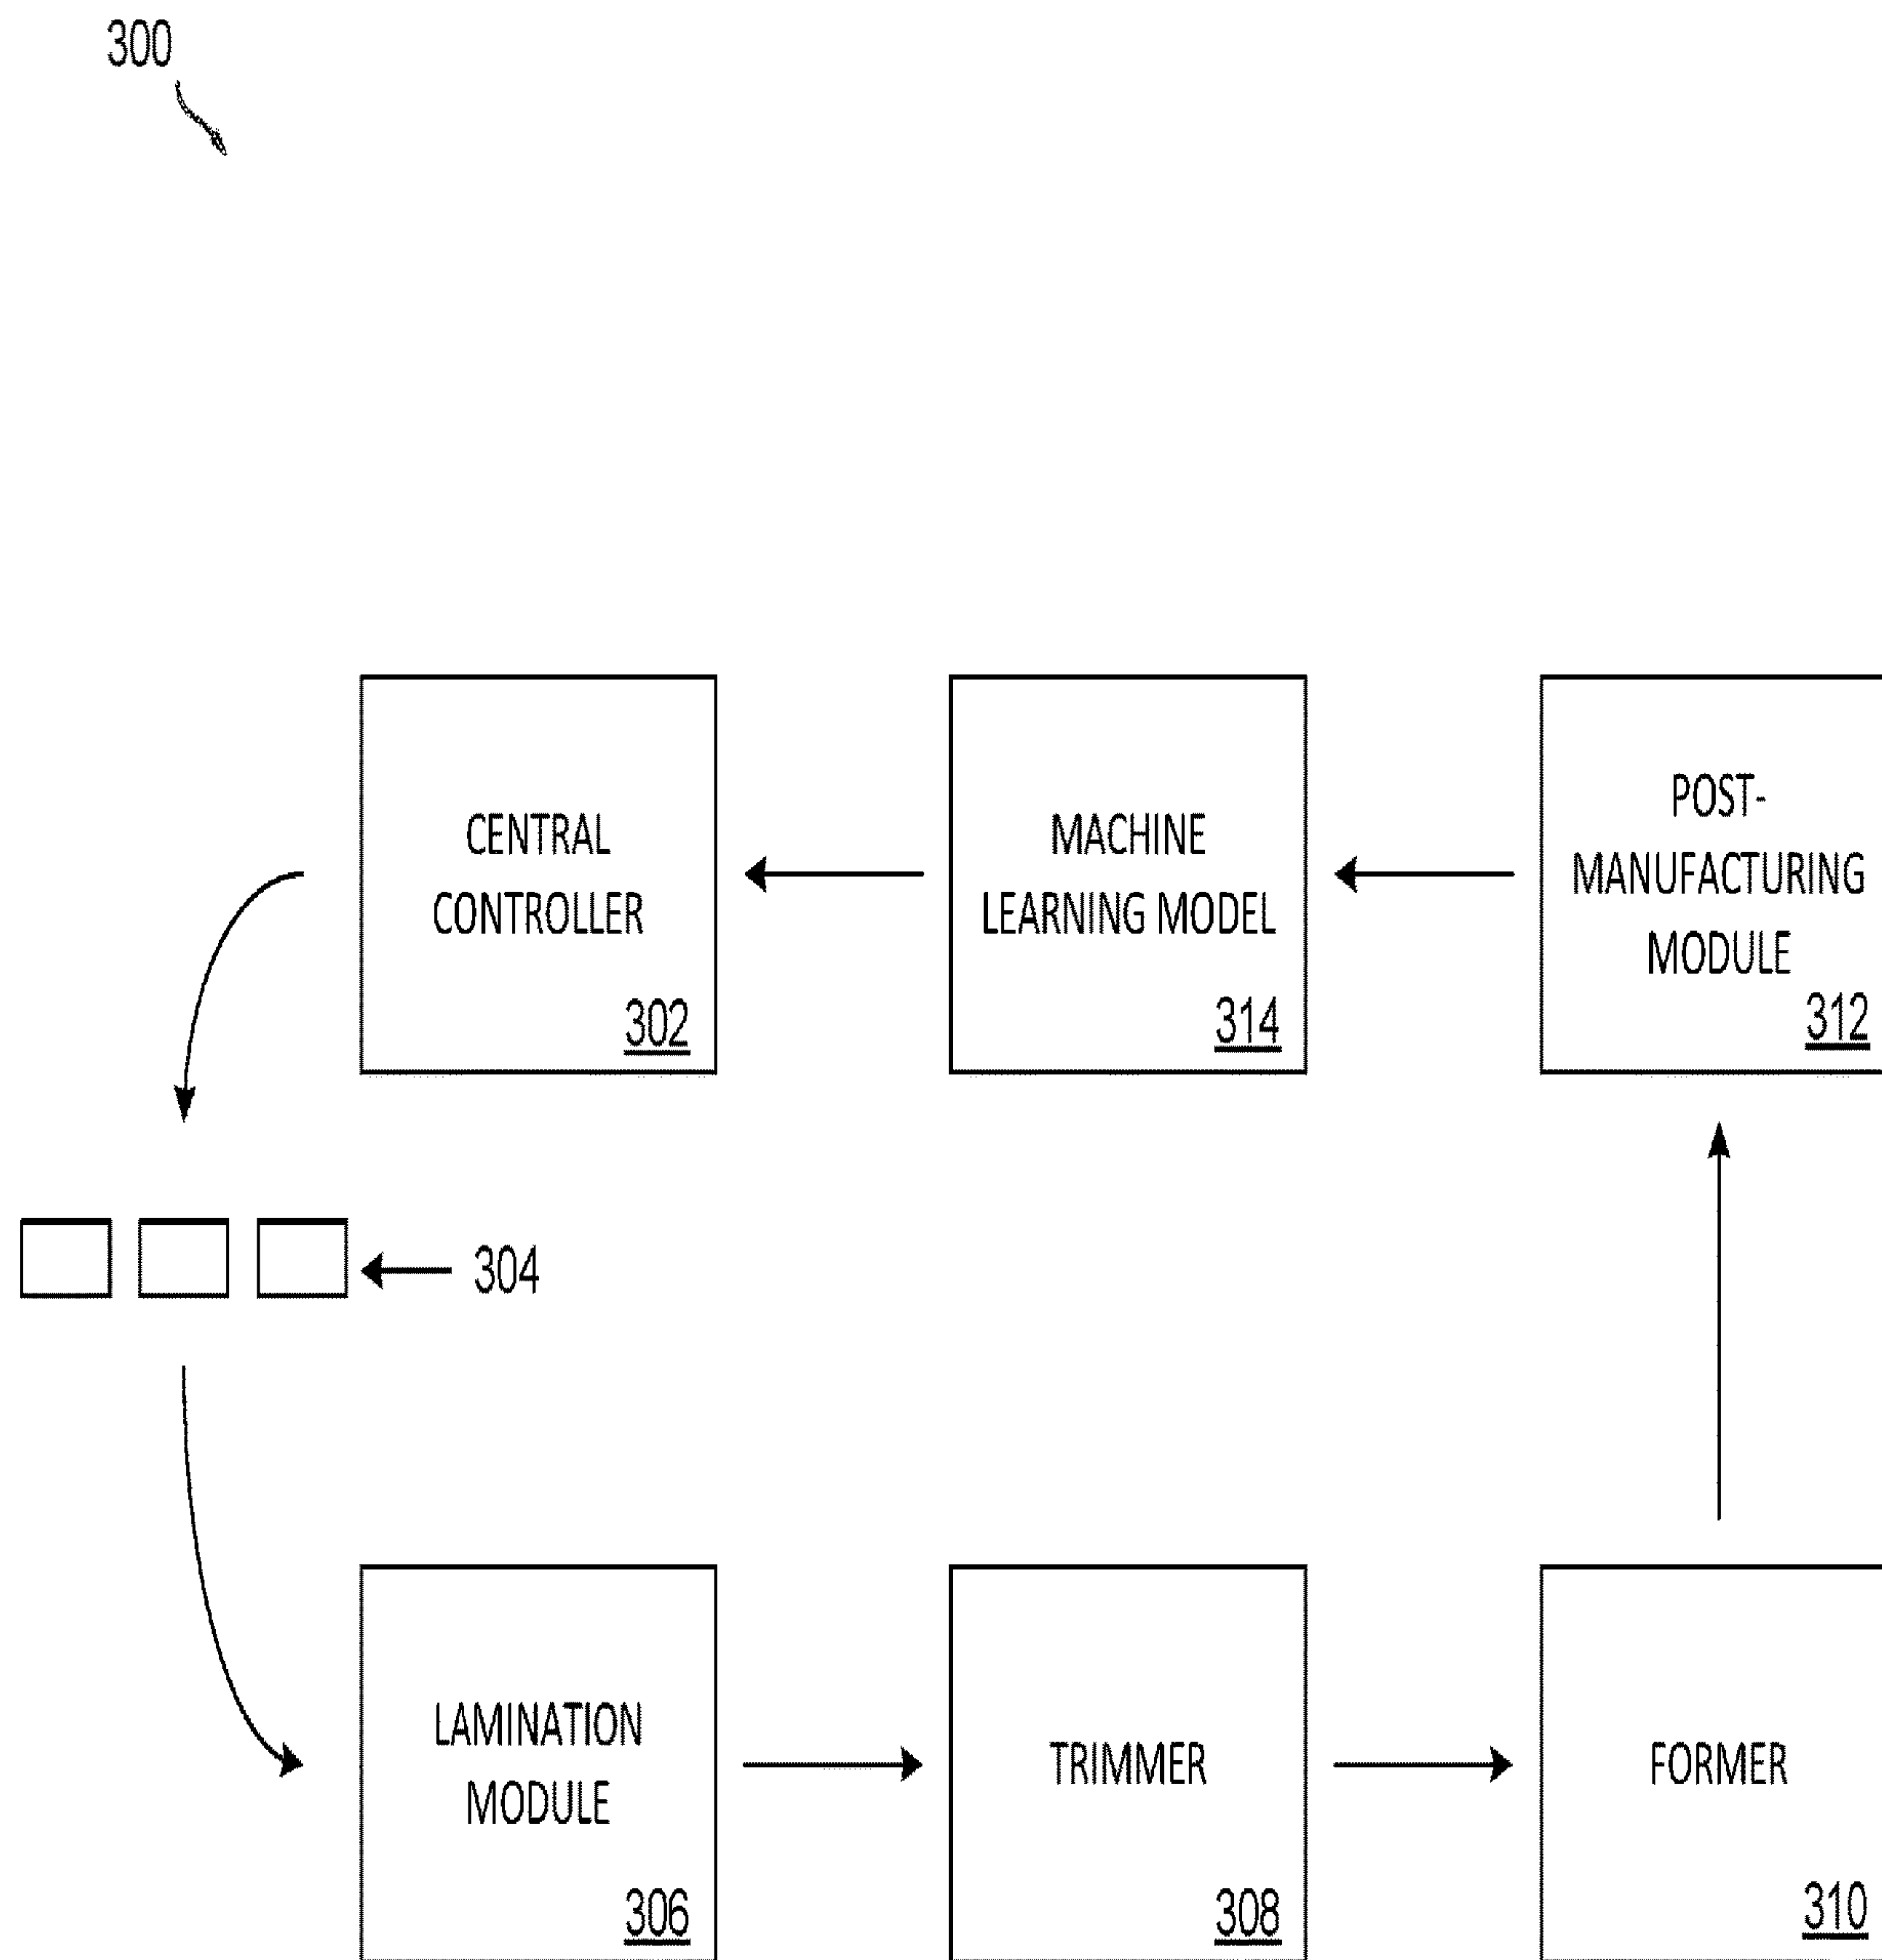 300
CENTRAL
CONTROLLER
302
MACHINE
LEARNING MODEL
314
POST-
MANUFACTURING
MODULE
312
304
LAMINATION
MODULE
306
TRIMMER
308
FORMER
310